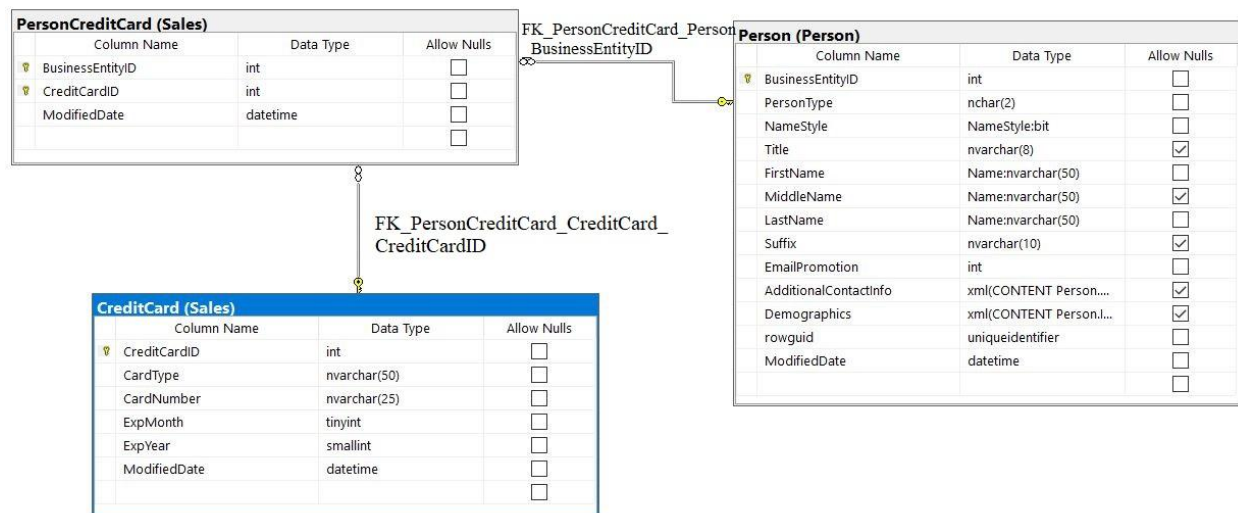 PersonCreditCard (Sales)
Column Name Data Type Allow Nulls
BusinessEntityID int
CreditCardID int
ModifiedDate datetime
FK_PersonCreditCard_Person
_BusinessEntityID
Person (Person)
Column Name Data Type Allow Nulls
BusinessEntityID int
PersonType nchar(2)
NameStyle NameStyle:bit
Title nvarchar(8)
FirstName Name:nvarchar(50)
MiddleName Name:nvarchar(50)
LastName Name:nvarchar(50)
Suffix nvarchar(10)
EmailPromotion int
AdditionalContactInfo xml(CONTENT Person....
Demographics xml(CONTENT Person.I...
rowguid uniqueidentifier
ModifiedDate datetime
FK_PersonCreditCard_CreditCard_
CreditCardID
CreditCard (Sales)
Column Name Data Type Allow Nulls
CreditCardID int
CardType nvarchar(50)
CardNumber nvarchar(25)
ExpMonth tinyint
ExpYear smallint
ModifiedDate datetime